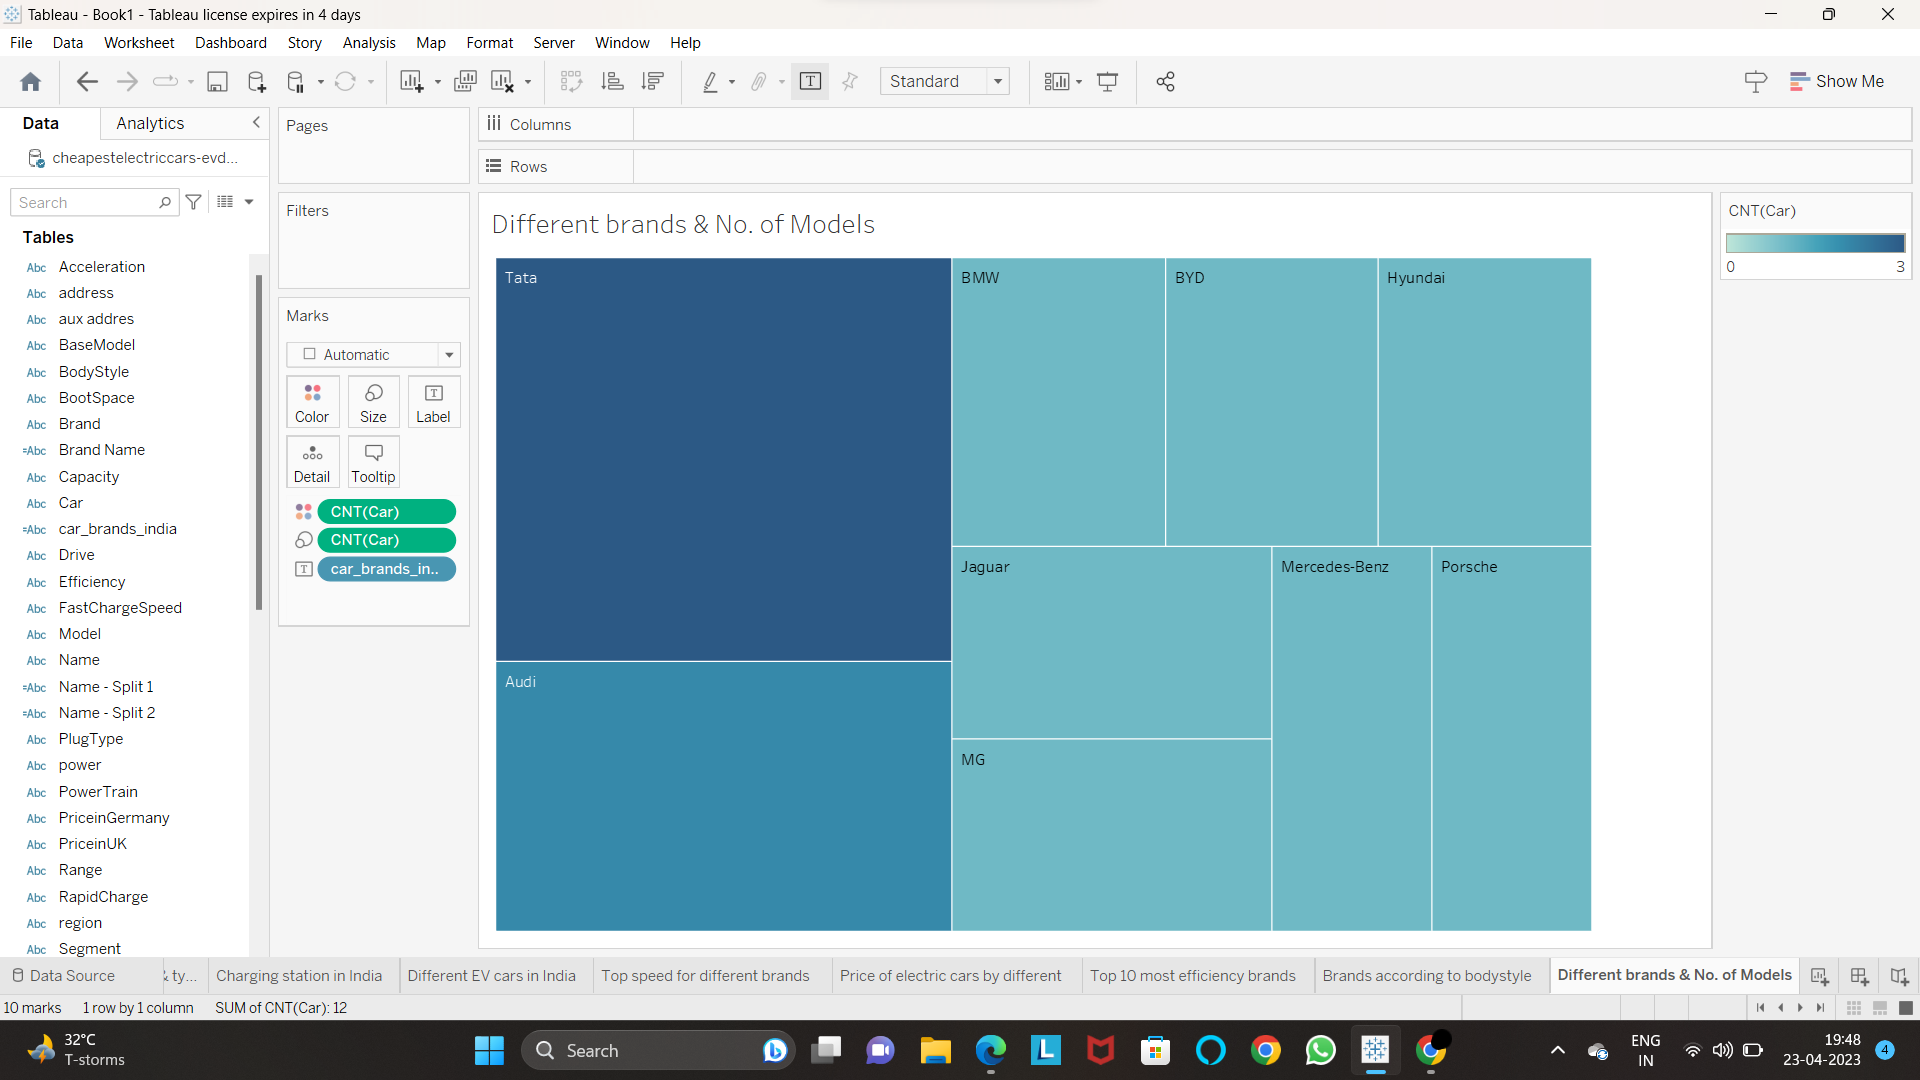 Tableau - Book1 - Tableau license expires in 4 days
File Data Worksheet Dashboard Story Analysis Map Format Server Window Help
Standard
Show Me
Data Analytics
cheapestelectriccars-evd...
Search
Tables
Abc Acceleration
Abc address
Abc aux addres
Abc BaseModel
Abc BodyStyle
Abc BootSpace
Abc Brand
=Abc Brand Name
Abc Capacity
Abc Car
=Abc car_brands_india
Abc Drive
Abc Efficiency
Abc FastChargeSpeed
Abc Model
Abc Name
=Abc Name - Split 1
=Abc Name - Split 2
Abc PlugType
Abc power
Abc PowerTrain
Abc PriceinGermany
Abc PriceinUK
Abc Range
Abc RapidCharge
Abc region
Abc Segment
Pages
Filters
Marks
Automatic
Color Size Label
Detail Tooltip
CNT(Car)
CNT(Car)
car_brands_in..
Columns
Rows
Different brands & No. of Models
Tata
BMW
BYD
Hyundai
Audi
Jaguar
Mercedes-Benz
Porsche
MG
CNT(Car)
0 3
Data Source & ty... Charging station in India Different EV cars in India Top speed for different brands Price of electric cars by different Top 10 most efficiency brands Brands according to bodystyle Different brands & No. of Models
10 marks 1 row by 1 column SUM of CNT(Car): 12
32°C
T-storms
Search
ENG
IN
19:48
23-04-2023
4